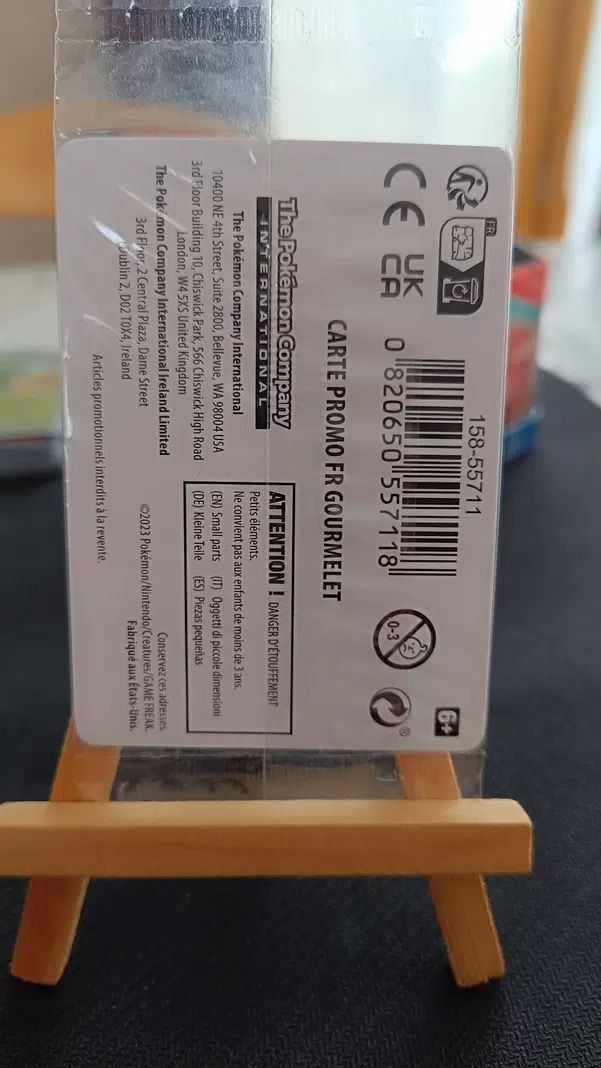 FR
CE
UK
CA
158-55711
0 820650 557118
0-3
6+
®
CARTE PROMO FR GOURMELET
The Pokémon Company
INTERNATIONAL
The Pokémon Company International
10400 NE 4th Street, Suite 2800, Bellevue, WA 98004 USA
3rd Floor Building 10, Chiswick Park, 566 Chiswick High Road
London, W4 5XS United Kingdom
The Pokémon Company International Ireland Limited
3rd Floor, 2 Central Plaza, Dame Street
Dublin 2, D02 T0X4, Ireland
ATTENTION ! DANGER D'ÉTOUFFEMENT
Petits éléments.
Ne convient pas aux enfants de moins de 3 ans.
(EN) Small parts (IT) Oggetti di piccole dimensioni
(DE) Kleine Teile (ES) Piezas pequeñas
Conservez ces adresses.
©2023 Pokémon/Nintendo/Creatures/GAME FREAK.
Fabriqué aux États-Unis.
Articles promotionnels interdits à la revente.